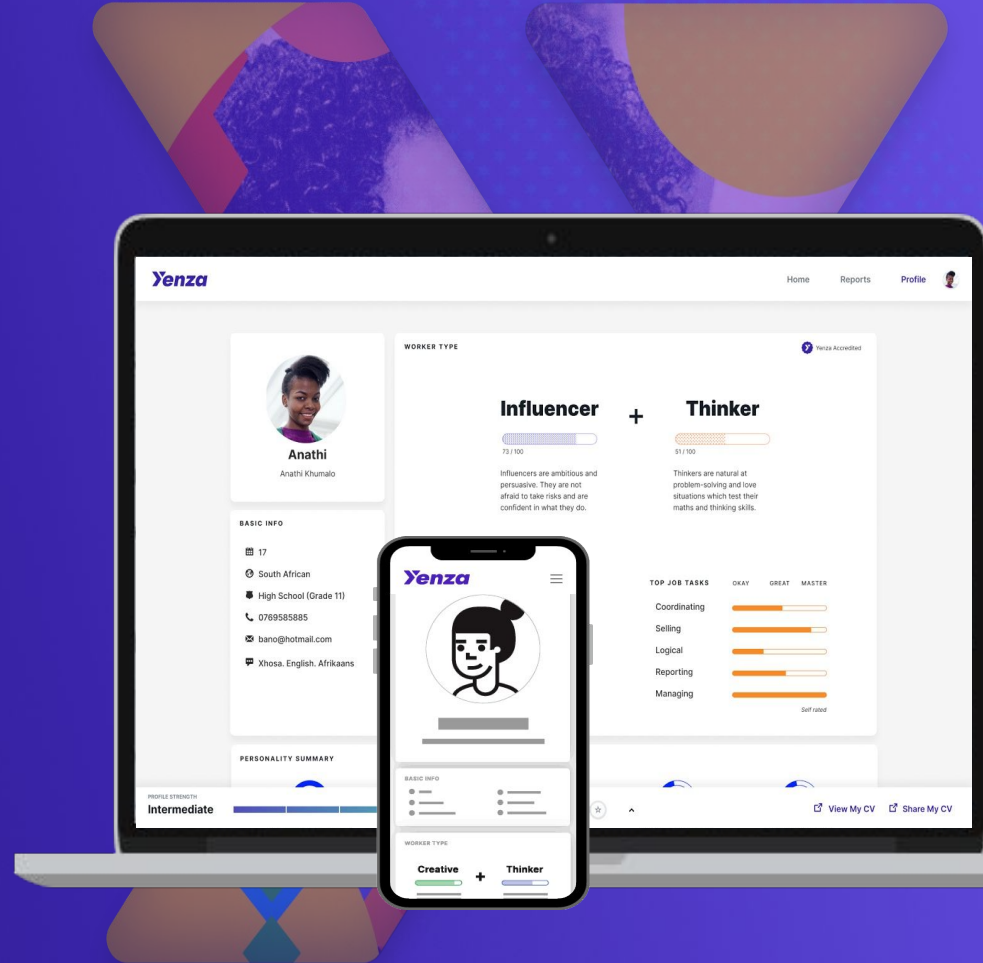 Yenza
Home Reports Profile
Anathi
Anathi Khumalo
BASIC INFO
17
South African
High School (Grade 11)
0769585885
bano@hotmail.com
Xhosa. English. Afrikaans
WORKER TYPE
Yenza Accredited
Influencer + Thinker
73 / 100
51 / 100
Influencers are ambitious and
persuasive. They are not
afraid to take risks and are
confident in what they do.
Thinkers are natural at
problem-solving and love
situations which test their
maths and thinking skills.
TOP JOB TASKS OKAY GREAT MASTER
Coordinating
Selling
Logical
Reporting
Managing
Self rated
PERSONALITY SUMMARY
PROFILE STRENGTH
Intermediate
View My CV Share My CV
Yenza
BASIC INFO
WORKER TYPE
Creative + Thinker